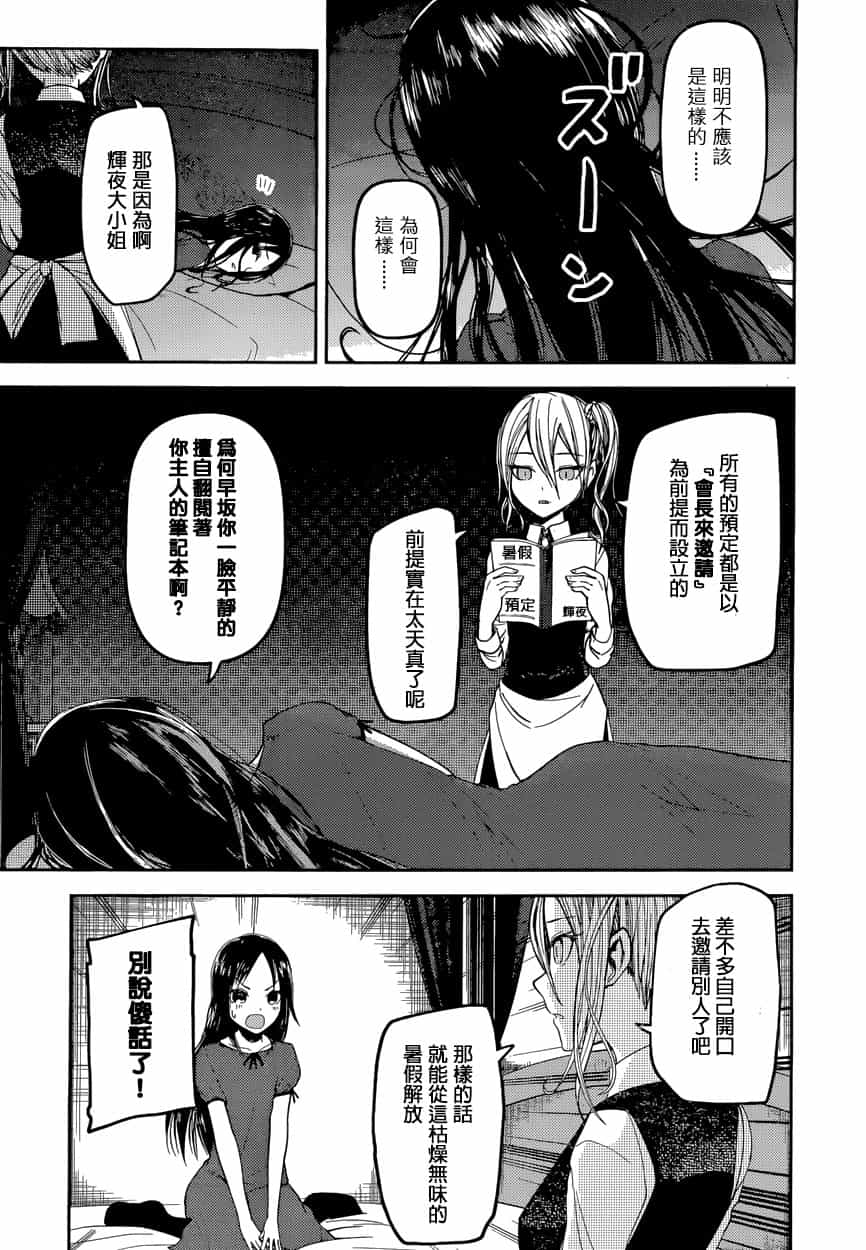 明明不應該
是這樣的……
ズーン
為何會
這樣……
那是因為啊
輝夜大小姐
所有的預定都是以
『會長來邀請』
為前提而設立的
暑假
預定
輝夜
前提實在太天真了呢
為何早坂你一臉平靜的
擅自翻閱著
你主人的筆記本啊？
差不多自己開口
去邀請別人了吧
那樣的話
就能從這枯燥無味的
暑假解放
別說傻話了！